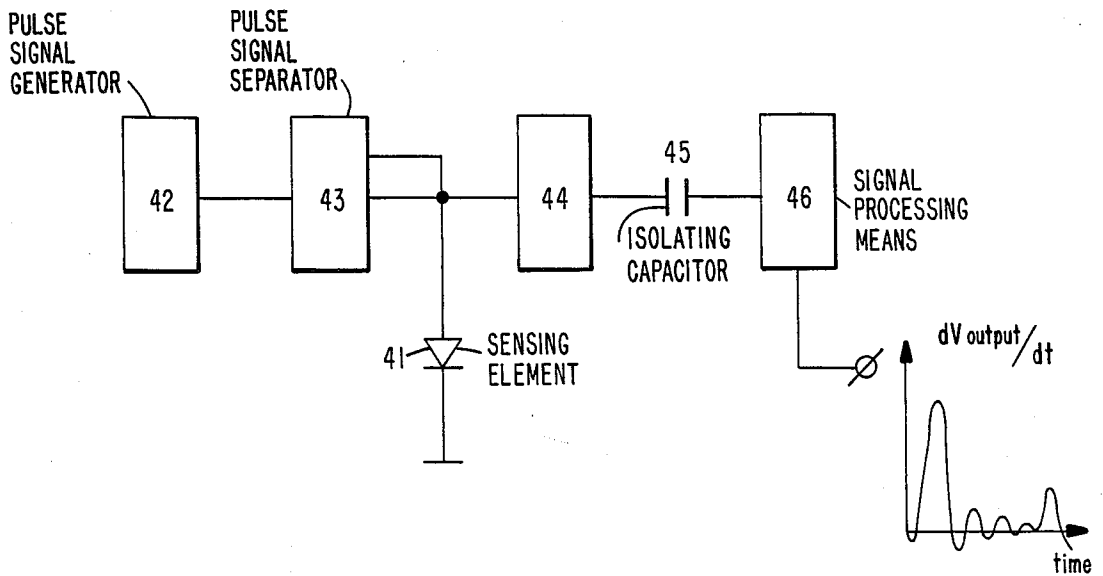 PULSE
SIGNAL
GENERATOR
PULSE
SIGNAL
SEPARATOR
42
43
44
45
ISOLATING
CAPACITOR
46
SIGNAL
PROCESSING
MEANS
41
SENSING
ELEMENT
dV output/dt
time